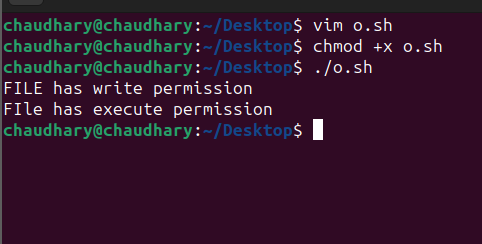 chaudhary@chaudhary:~/Desktop$ vim o.sh
chaudhary@chaudhary:~/Desktop$ chmod +x o.sh
chaudhary@chaudhary:~/Desktop$ ./o.sh
FILE has write permission
FIle has execute permission
chaudhary@chaudhary:~/Desktop$